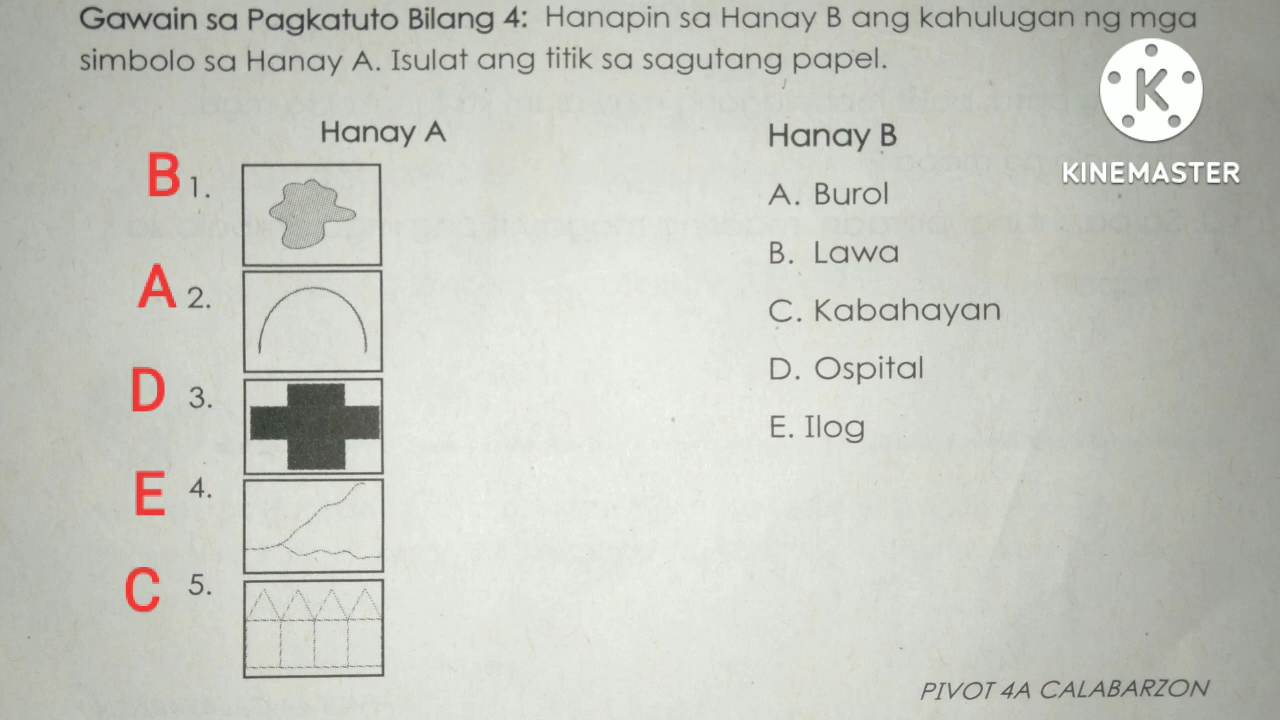 Gawain sa Pagkatuto Bilang 4: Hanapin sa Hanay B ang kahulugan ng mga
simbolo sa Hanay A. Isulat ang titik sa sagutang papel.
K
KINEMASTER
Hanay A
Hanay B
B 1.
A. Burol
A 2.
B. Lawa
D 3.
C. Kabahayan
E 4.
D. Ospital
C 5.
E. Ilog
PIVOT 4A CALABARZON